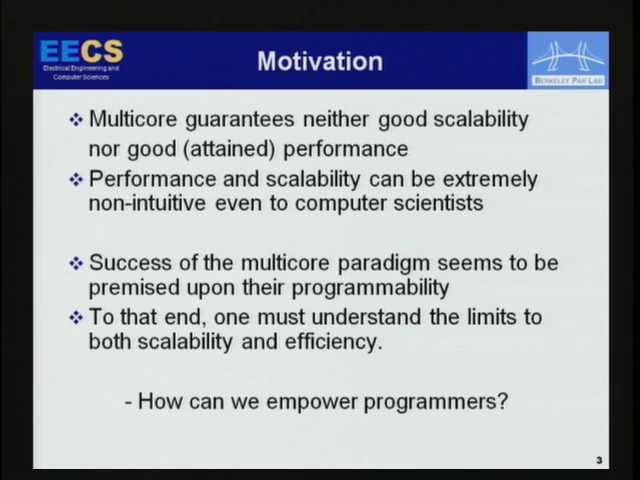 EECS
Electrical Engineering and
Computer Sciences
Motivation
BERKELEY PAR LAB
❖ Multicore guarantees neither good scalability
nor good (attained) performance
❖ Performance and scalability can be extremely
non-intuitive even to computer scientists
❖ Success of the multicore paradigm seems to be
premised upon their programmability
❖ To that end, one must understand the limits to
both scalability and efficiency.
- How can we empower programmers?
3